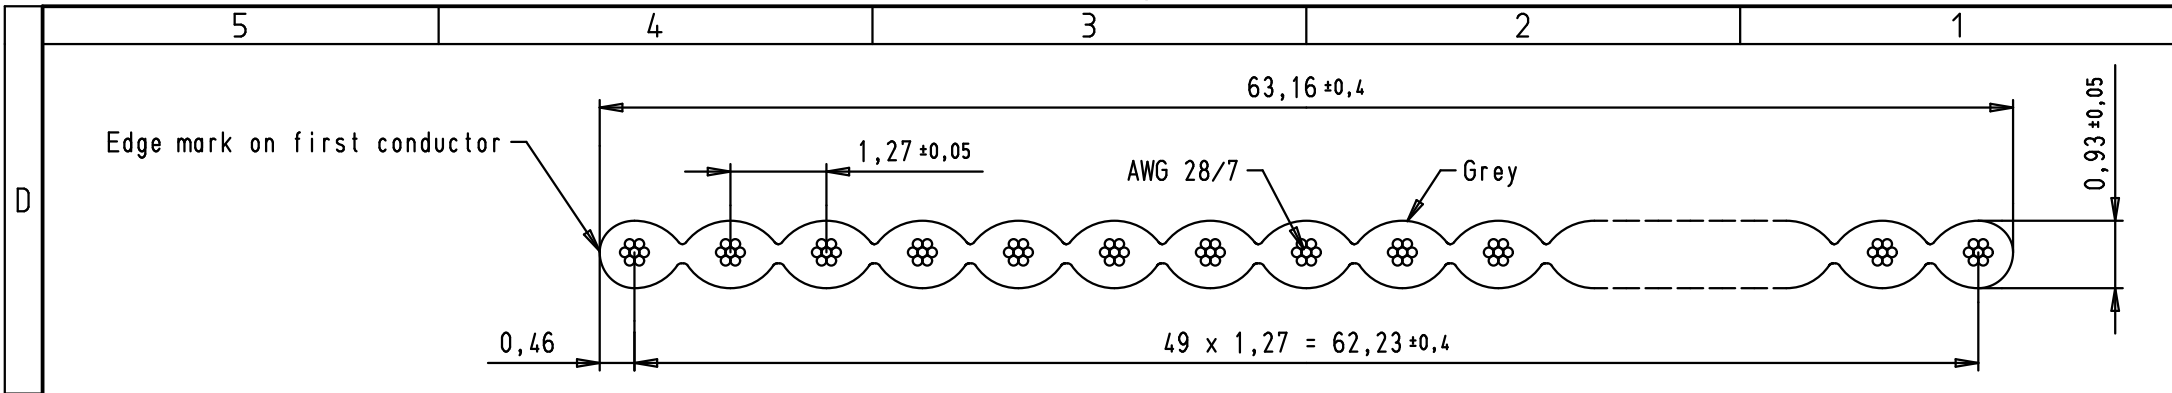 5 4 3 2 1
63,16 ±0,4
0,93 ±0,05
Edge mark on first conductor
1,27 ±0,05
AWG 28/7
Grey
D
0,46
49 x 1,27 = 62,23 ±0,4